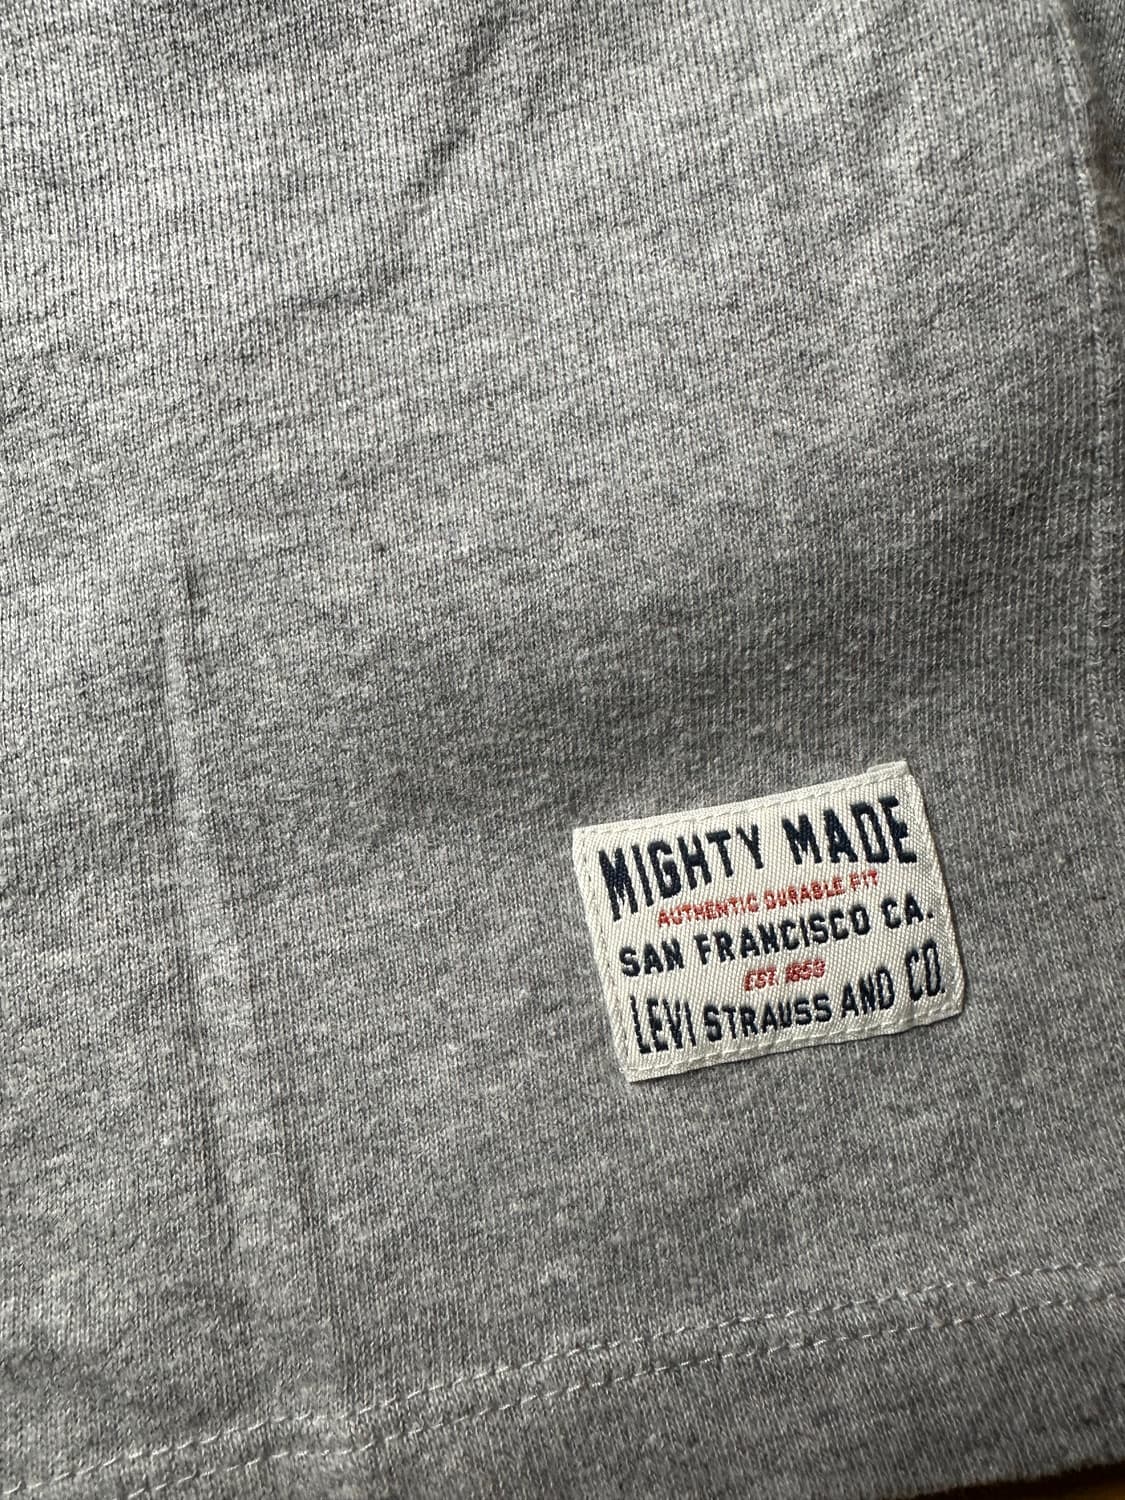 MIGHTY MADE
AUTHENTIC DURABLE FIT
SAN FRANCISCO CA.
EST 1853
LEVI STRAUSS AND CO.